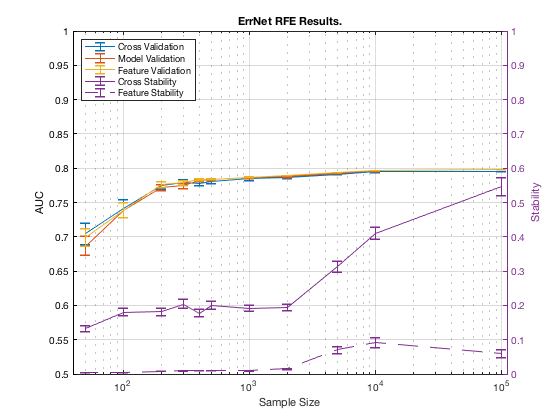 ErrNet RFE Results.
Cross Validation
Model Validation
Feature Validation
Cross Stability
Feature Stability
AUC
1
0.95
0.9
0.85
0.8
0.75
0.7
0.65
0.6
0.55
0.5
Stability
1
0.9
0.8
0.7
0.6
0.5
0.4
0.3
0.2
0.1
0
10^2 10^3 10^4 10^5
Sample Size